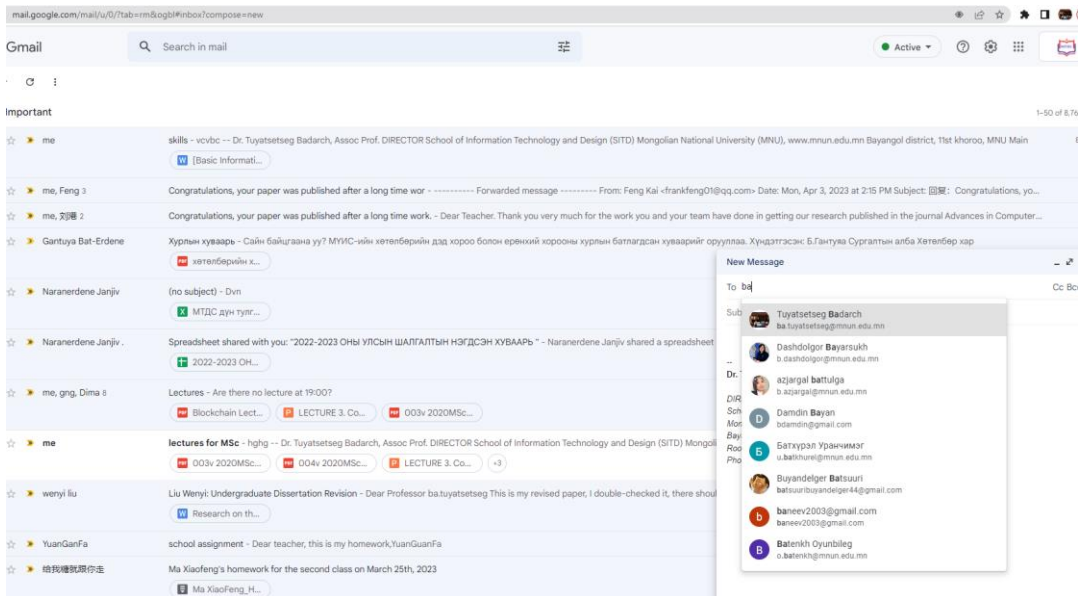 mail.google.com/mail/u/0/?tab=rm&ogbl#inbox?compose=new
Gmail
Search in mail
Active
Important
1–50 of 8,76
me
skills - vcvbc -- Dr. Tuyatsetseg Badarch, Assoc Prof. DIRECTOR School of Information Technology and Design (SITD) Mongolian National University (MNU), www.mnun.edu.mn Bayangol district, 11st khoroo, MNU Main
[Basic Informati...
me, Feng 3
Congratulations, your paper was published after a long time wor - ---------- Forwarded message --------- From: Feng Kai <frankfeng01@qq.com> Date: Mon, Apr 3, 2023 at 2:15 PM Subject: 回复: Congratulations, yo...
me, 刘曙 2
Congratulations, your paper was published after a long time work. - Dear Teacher. Thank you very much for the work you and your team have done in getting our research published in the journal Advances in Computer...
Gantuya Bat-Erdene
Хурлын хуваарь - Сайн байцгаана уу? МҮИС-ийн хөтөлбөрийн дэд хороо болон ерөнхий хорооны хурлын батлагдсан хуваарийг орууллаа. Хүндэтгэсэн: Б.Гантуяа Сургалтын алба Хөтөлбөр хар
хөтөлбөрийн х...
Naranerdene Janjiv
(no subject) - Dvn
МТДС дүн тулг...
Naranerdene Janjiv .
Spreadsheet shared with you: "2022-2023 ОНЫ УЛСЫН ШАЛГАЛТЫН НЭГДСЭН ХУВААРЬ " - Naranerdene Janjiv shared a spreadsheet
2022-2023 ОН...
me, gng, Dima 8
Lectures - Are there no lecture at 19:00?
Blockchain Lect...
LECTURE 3. Co...
003v 2020MSc...
me
lectures for MSc - hghg -- Dr. Tuyatsetseg Badarch, Assoc Prof. DIRECTOR School of Information Technology and Design (SITD) Mongoli
003v 2020MSc...
004v 2020MSc...
LECTURE 3. Co...
+3
wenyi liu
Liu Wenyi: Undergraduate Dissertation Revision - Dear Professor ba.tuyatsetseg This is my revised paper, I double-checked it, there shoul
Research on th...
YuanGanFa
school assignment - Dear teacher, this is my homework,YuanGuanFa
给我糖就跟你走
Ma Xiaofeng's homework for the second class on March 25th, 2023
Ma XiaoFeng_H...
New Message
To ba
Cc Bcc
Sub
Tuyatsetseg Badarch
ba.tuyatsetseg@mnun.edu.mn
Dashdolgor Bayarsukh
b.dashdolgor@mnun.edu.mn
azjargal battulga
b.azjargal@mnun.edu.mn
Damdin Bayan
bdamdin@gmail.com
Батхүрэл Уранчимэг
u.batkhurel@mnun.edu.mn
Buyandelger Batsuuri
batsuuribuyandelger44@gmail.com
baneev2003@gmail.com
baneev2003@gmail.com
Batenkh Oyunbileg
o.batenkh@mnun.edu.mn
--
Dr.
DIR
Sch
Mon
Bay
Roo
Pho